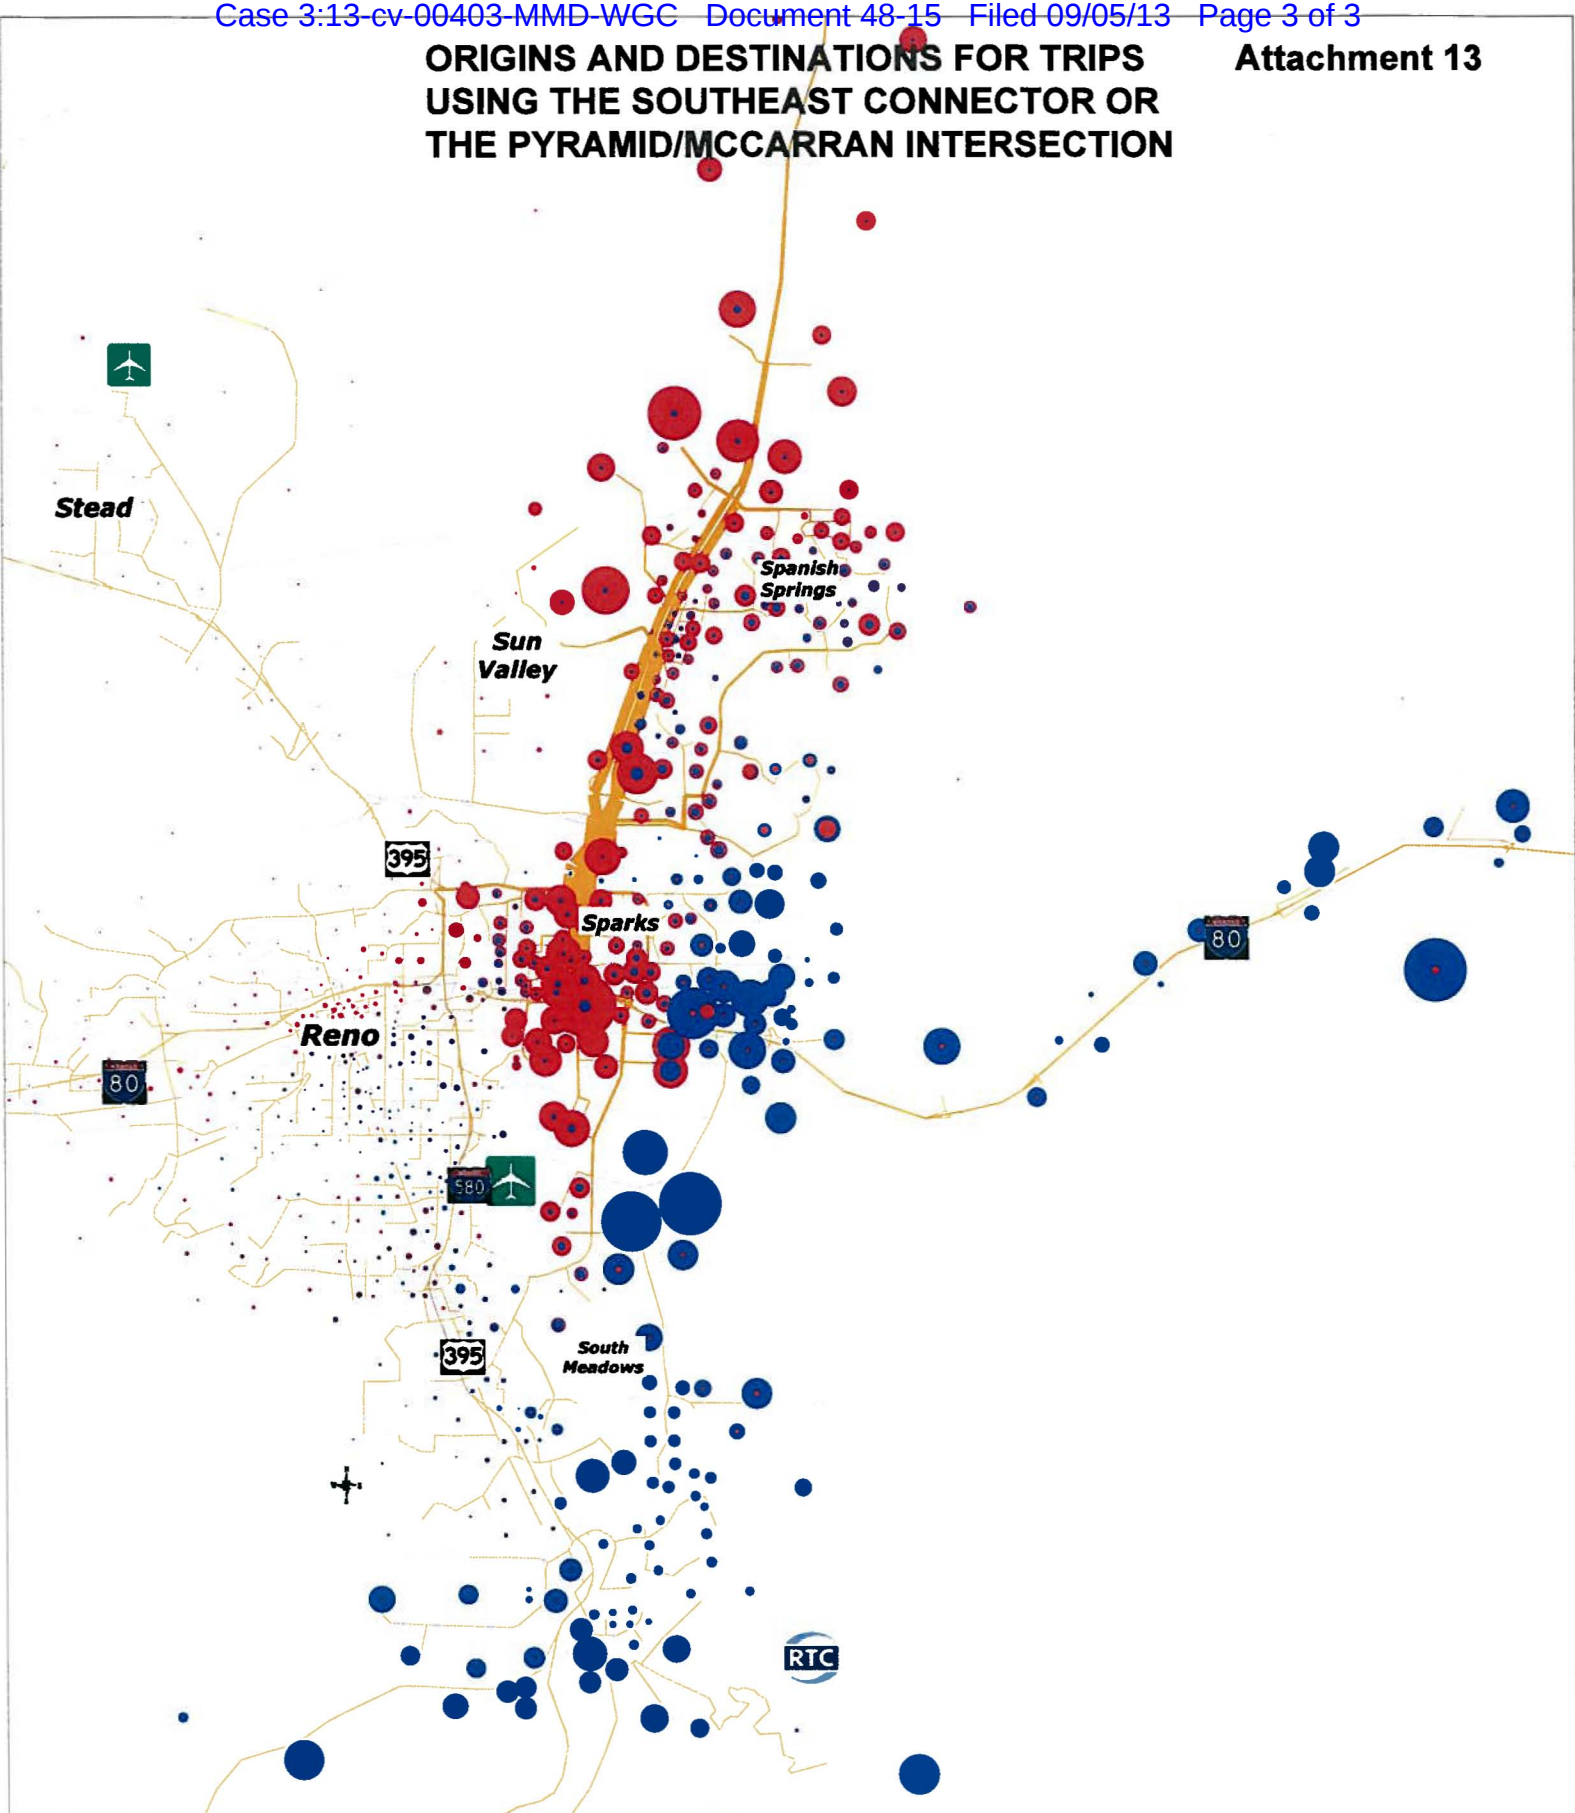 Case 3:13-cv-00403-MMD-WGC Document 48-15 Filed 09/05/13 Page 3 of 3
ORIGINS AND DESTINATIONS FOR TRIPS
USING THE SOUTHEAST CONNECTOR OR
THE PYRAMID/MCCARRAN INTERSECTION
Attachment 13
Stead
Spanish
Springs
Sun
Valley
395
Sparks
80
Reno
80
580
395
South
Meadows
RTC